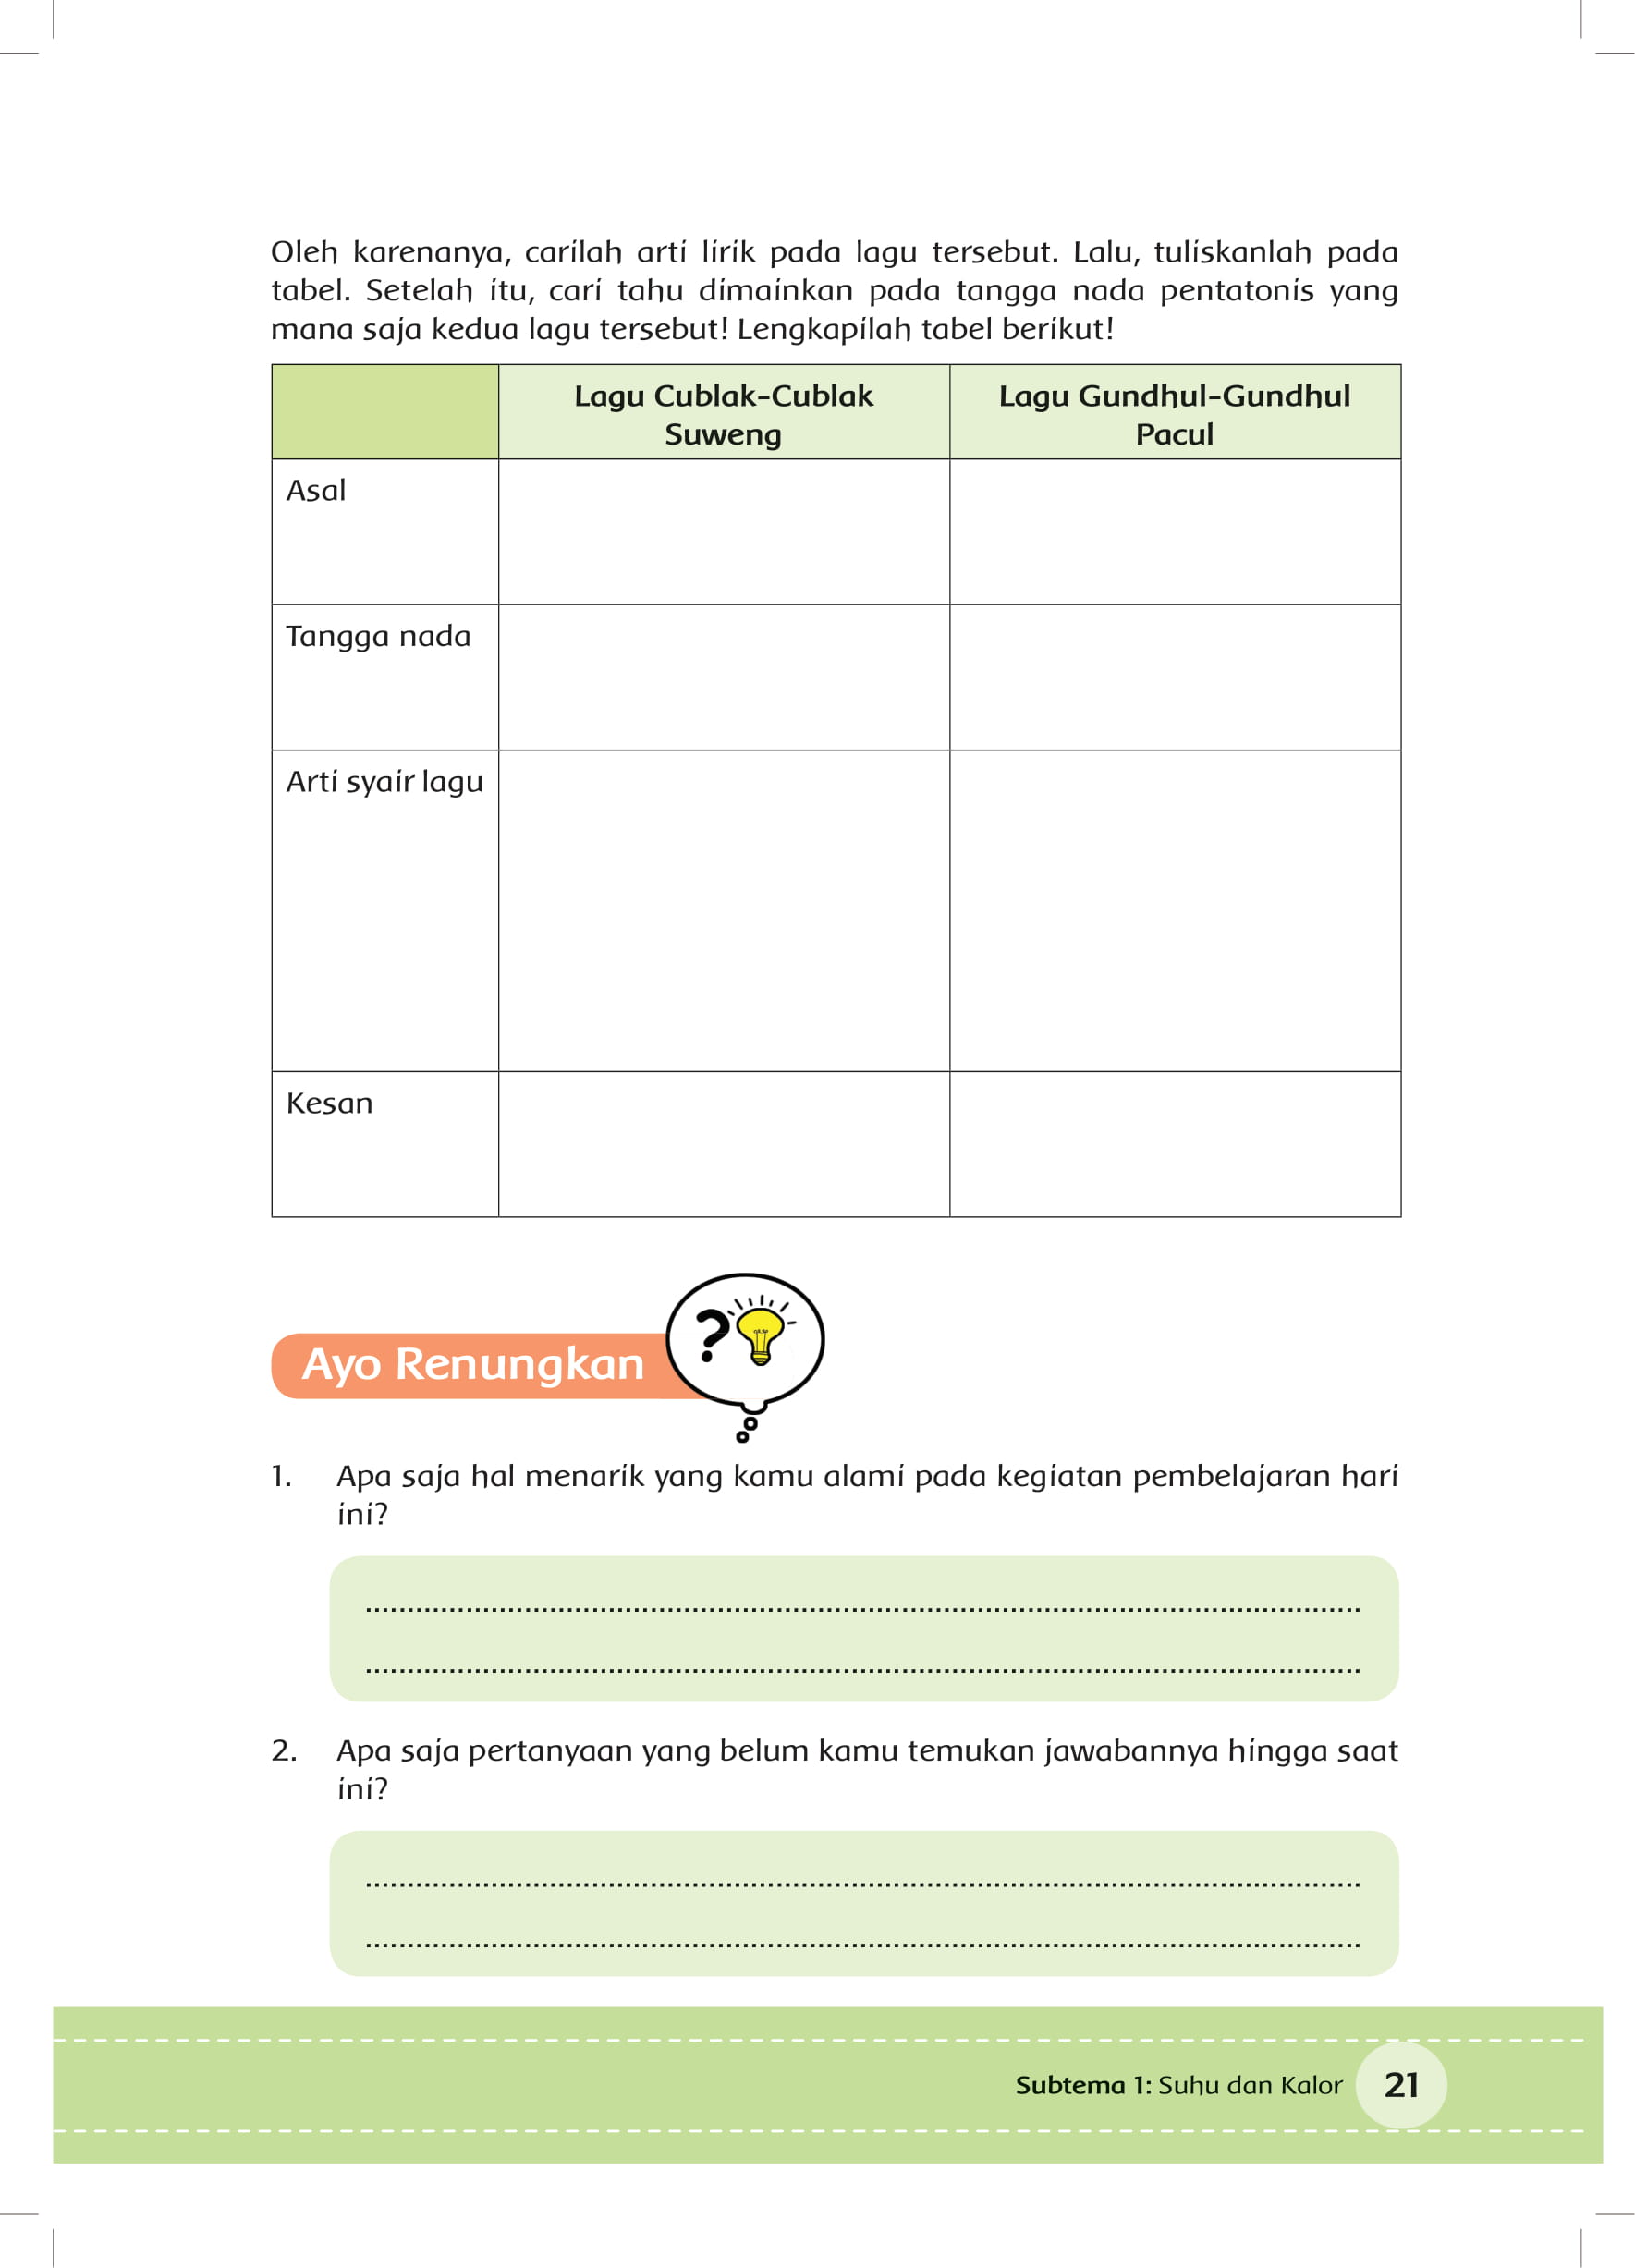 Oleh karenanya, carilah arti lirik pada lagu tersebut. Lalu, tuliskanlah pada
tabel. Setelah itu, cari tahu dimainkan pada tangga nada pentatonis yang
mana saja kedua lagu tersebut! Lengkapilah tabel berikut!
Lagu Cublak-Cublak
Suweng
Lagu Gundhul-Gundhul
Pacul
Asal
Tangga nada
Arti syair lagu
Kesan
Ayo Renungkan
?
1. Apa saja hal menarik yang kamu alami pada kegiatan pembelajaran hari
ini?
2. Apa saja pertanyaan yang belum kamu temukan jawabannya hingga saat
ini?
Subtema 1: Suhu dan Kalor 21